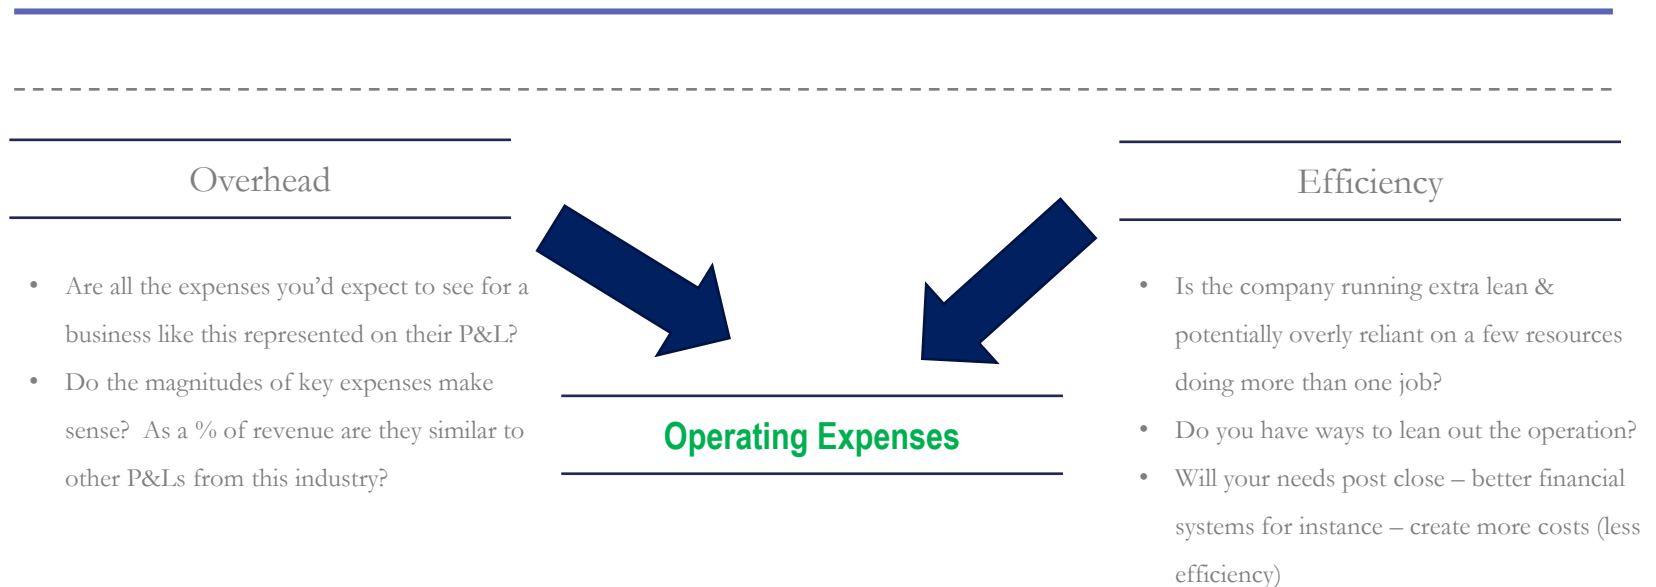 Overhead
• Are all the expenses you’d expect to see for a
business like this represented on their P&L?
• Do the magnitudes of key expenses make
sense?  As a % of revenue are they similar to
other P&Ls from this industry?
Operating Expenses
Efficiency
• Is the company running extra lean &
potentially overly reliant on a few resources
doing more than one job?
• Do you have ways to lean out the operation?
• Will your needs post close – better financial
systems for instance – create more costs (less
efficiency)